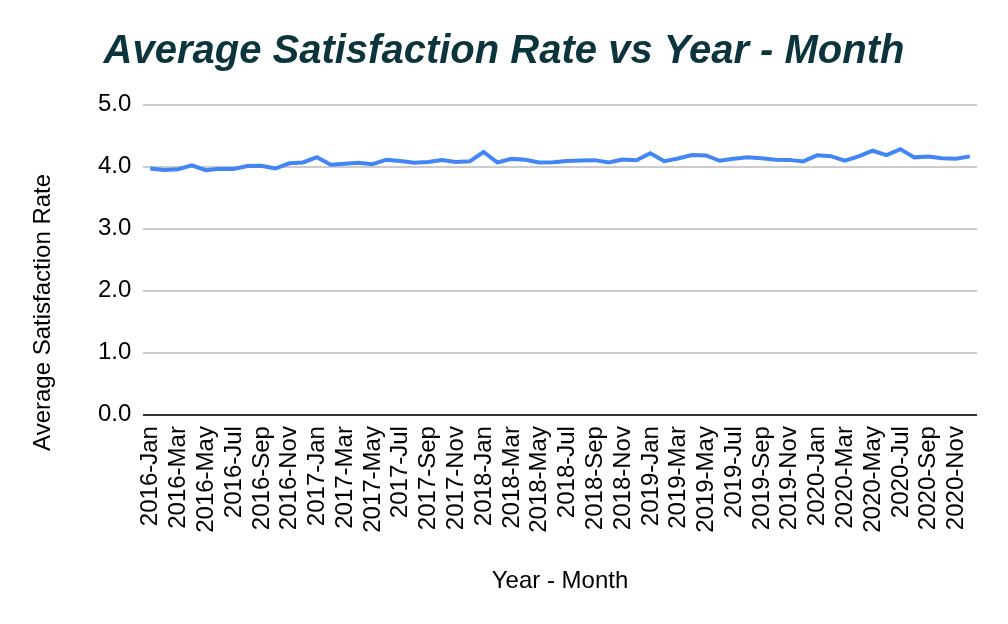 Average Satisfaction Rate vs Year - Month
Average Satisfaction Rate
5.0
4.0
3.0
2.0
1.0
0.0
2016-Jan
2016-Mar
2016-May
2016-Jul
2016-Sep
2016-Nov
2017-Jan
2017-Mar
2017-May
2017-Jul
2017-Sep
2017-Nov
2018-Jan
2018-Mar
2018-May
2018-Jul
2018-Sep
2018-Nov
2019-Jan
2019-Mar
2019-May
2019-Jul
2019-Sep
2019-Nov
2020-Jan
2020-Mar
2020-May
2020-Jul
2020-Sep
2020-Nov
Year - Month